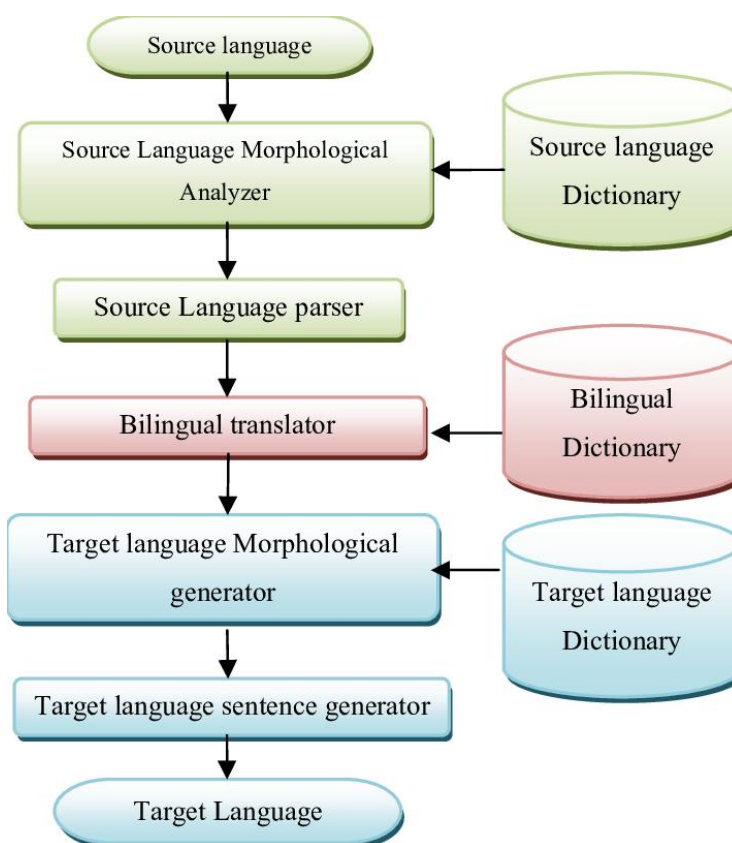 Source language
Source Language Morphological
Analyzer
Source language
Dictionary
Source Language parser
Bilingual translator
Bilingual
Dictionary
Target language Morphological
generator
Target language
Dictionary
Target language sentence generator
Target Language